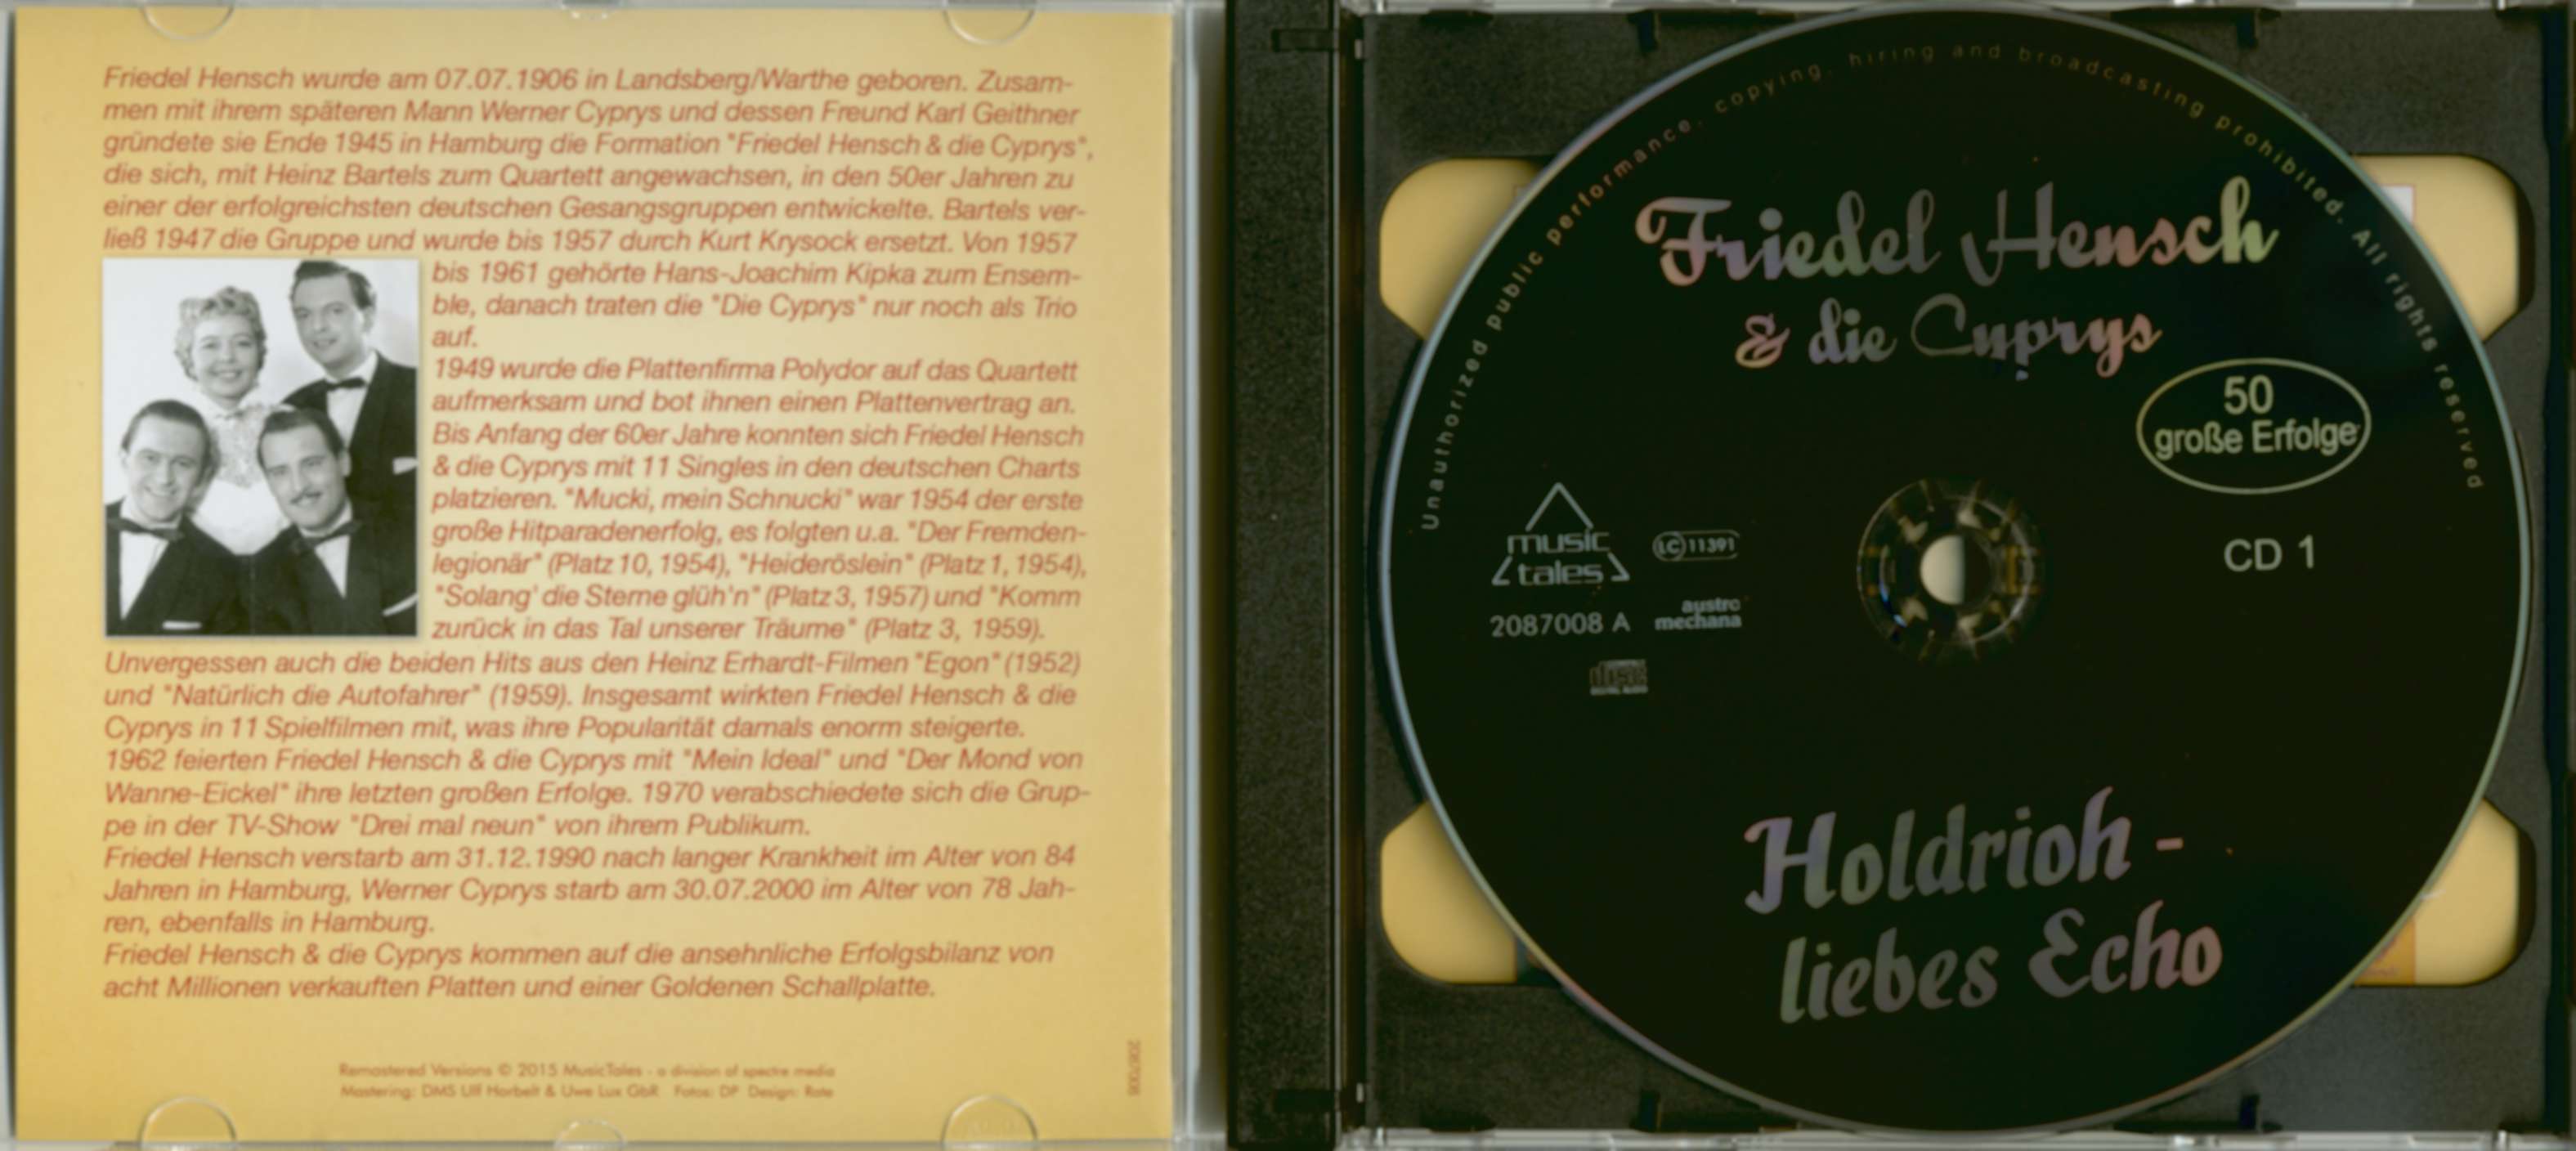 Friedel Hensch wurde am 07.07.1906 in Landsberg/Warthe geboren. Zusam-
men mit ihrem späteren Mann Werner Cyprys und dessen Freund Karl Geithner
gründete sie Ende 1945 in Hamburg die Formation "Friedel Hensch & die Cyprys",
die sich, mit Heinz Bartels zum Quartett angewachsen, in den 50er Jahren zu
einer der erfolgreichsten deutschen Gesangsgruppen entwickelte. Bartels ver-
ließ 1947 die Gruppe und wurde bis 1957 durch Kurt Krysock ersetzt. Von 1957
bis 1961 gehörte Hans-Joachim Kipka zum Ensem-
ble, danach traten die "Die Cyprys" nur noch als Trio
auf.
1949 wurde die Plattenfirma Polydor auf das Quartett
aufmerksam und bot ihnen einen Plattenvertrag an.
Bis Anfang der 60er Jahre konnten sich Friedel Hensch
& die Cyprys mit 11 Singles in den deutschen Charts
platzieren. "Mucki, mein Schnucki" war 1954 der erste
große Hitparadenerfolg, es folgten u.a. "Der Fremden-
legionär" (Platz 10, 1954), "Heideröslein" (Platz 1, 1954),
"Solang' die Sterne glüh'n" (Platz 3, 1957) und "Komm
zurück in das Tal unserer Träume" (Platz 3, 1959).
Unvergessen auch die beiden Hits aus den Heinz Erhardt-Filmen "Egon" (1952)
und "Natürlich die Autofahrer" (1959). Insgesamt wirkten Friedel Hensch & die
Cyprys in 11 Spielfilmen mit, was ihre Popularität damals enorm steigerte.
1962 feierten Friedel Hensch & die Cyprys mit "Mein Ideal" und "Der Mond von
Wanne-Eickel" ihre letzten großen Erfolge. 1970 verabschiedete sich die Grup-
pe in der TV-Show "Drei mal neun" von ihrem Publikum.
Friedel Hensch verstarb am 31.12.1990 nach langer Krankheit im Alter von 84
Jahren in Hamburg, Werner Cyprys starb am 30.07.2000 im Alter von 78 Jah-
ren, ebenfalls in Hamburg.
Friedel Hensch & die Cyprys kommen auf die ansehnliche Erfolgsbilanz von
acht Millionen verkauften Platten und einer Goldenen Schallplatte.
Remastered Versions © 2015 MusicTales - a division of spectre media
Mastering: DMS Ulf Horbelt & Uwe Lux GbR Fotos: DP Design: Rate
2087008
Unauthorized public performance, copying, hiring and broadcasting prohibited. All rights reserved
Friedel Hensch
& die Cyprys
50
große Erfolge
CD 1
music
tales
LC 11391
2087008 A
austro
mechana
COMPACT
disc
DIGITAL AUDIO
Holdrioh -
liebes Echo